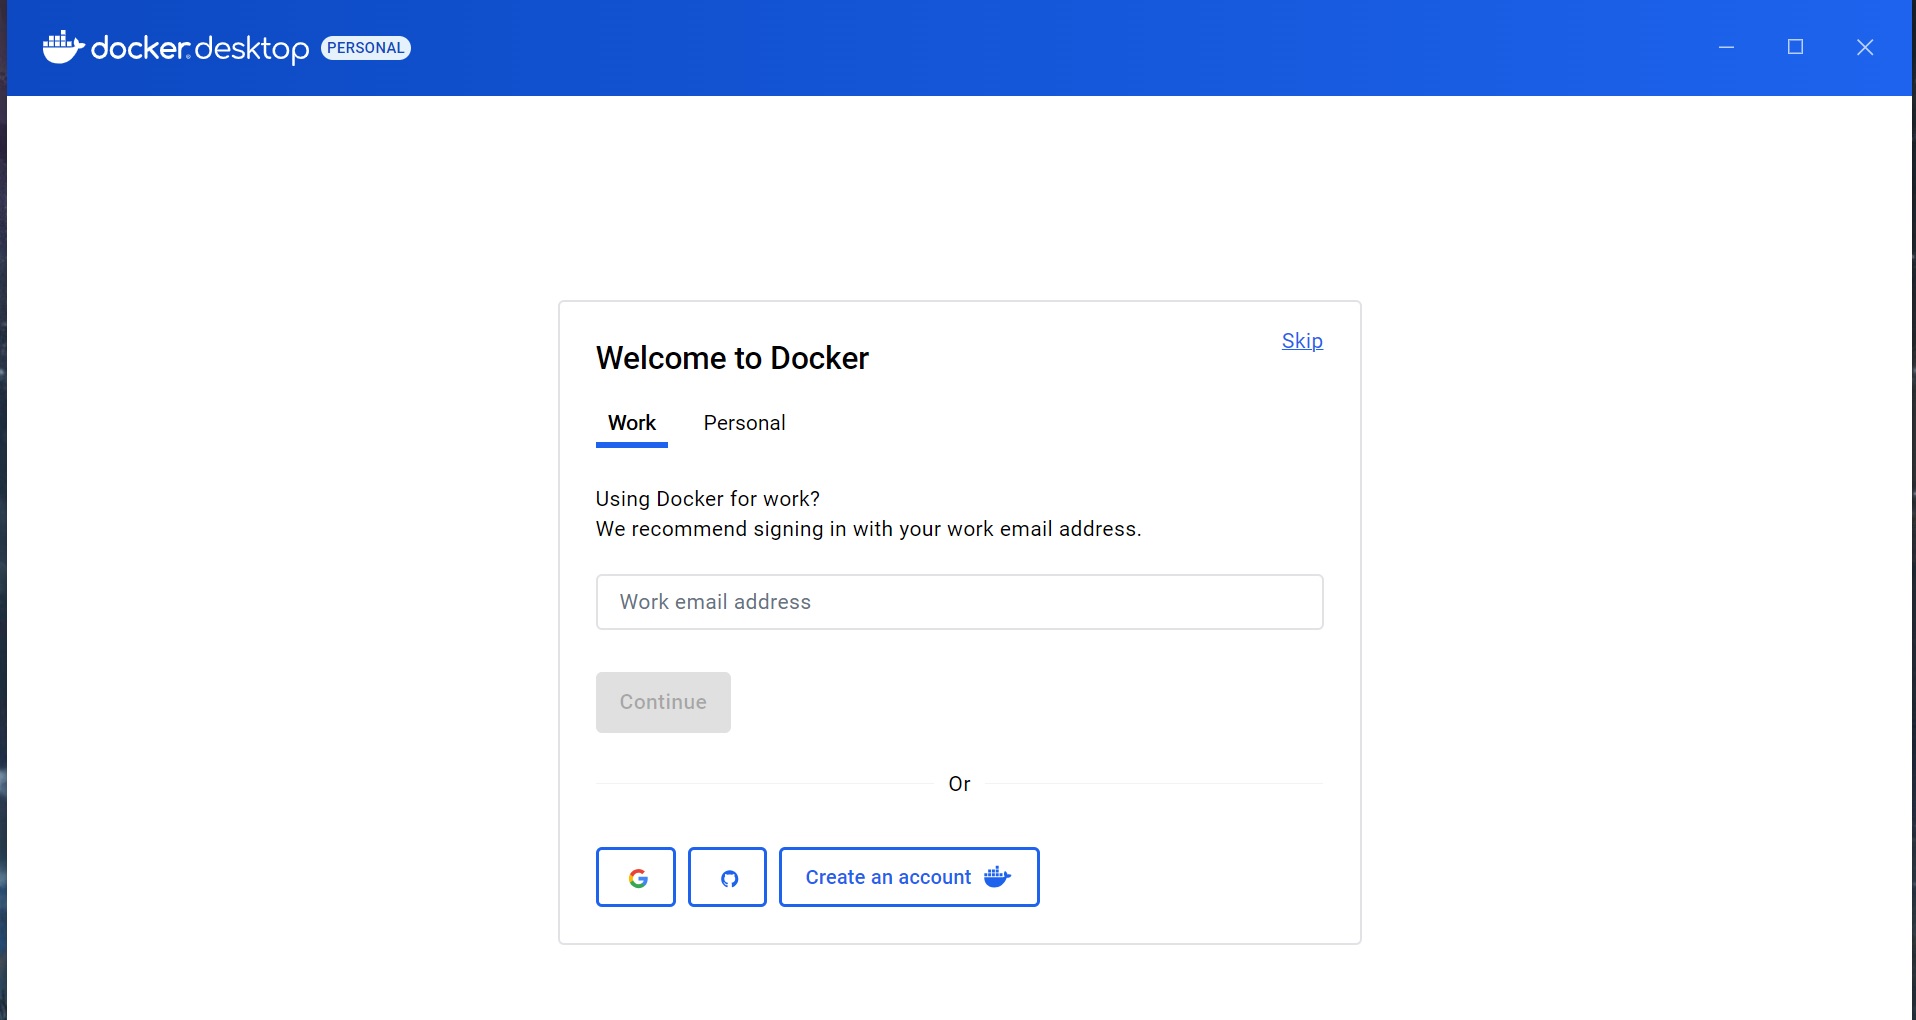 docker desktop PERSONAL
Skip
Welcome to Docker
Work Personal
Using Docker for work?
We recommend signing in with your work email address.
Work email address
Continue
Or
Create an account